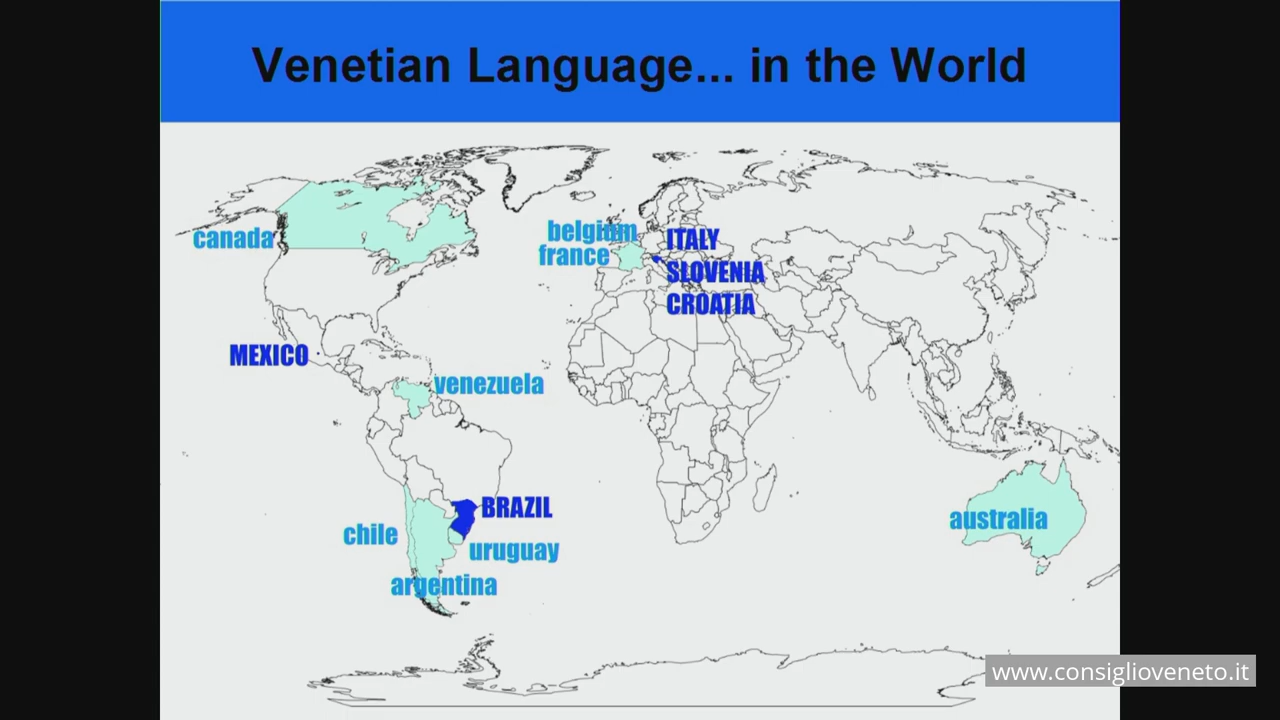 Venetian Language... in the World
canada
belgium
france
ITALY
SLOVENIA
CROATIA
MEXICO
venezuela
BRAZIL
chile
uruguay
argentina
australia
www.consiglioveneto.it